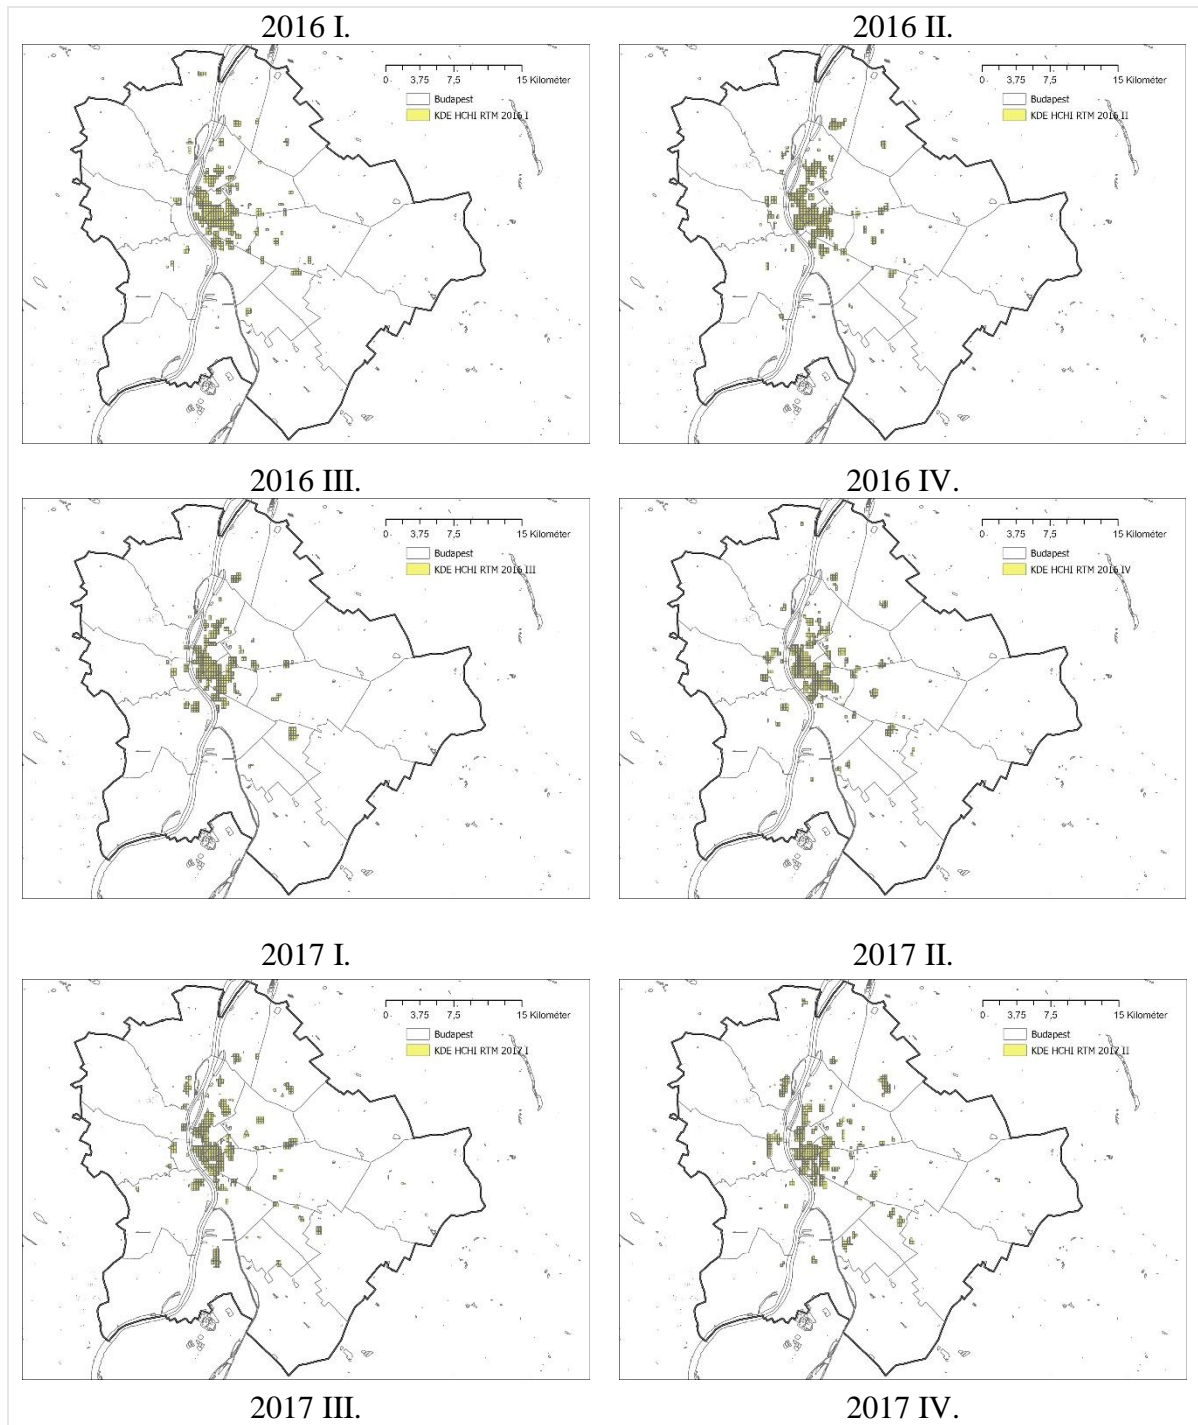 2016 I.
2016 II.
0 3,75 7,5 15 Kilométer
Budapest
KDE HCHI RTM 2016 I
0 3,75 7,5 15 Kilométer
Budapest
KDE HCHI RTM 2016 II
2016 III.
2016 IV.
0 3,75 7,5 15 Kilométer
Budapest
KDE HCHI RTM 2016 III
0 3,75 7,5 15 Kilométer
Budapest
KDE HCHI RTM 2016 IV
2017 I.
2017 II.
0 3,75 7,5 15 Kilométer
Budapest
KDE HCHI RTM 2017 I
0 3,75 7,5 15 Kilométer
Budapest
KDE HCHI RTM 2017 II
2017 III.
2017 IV.